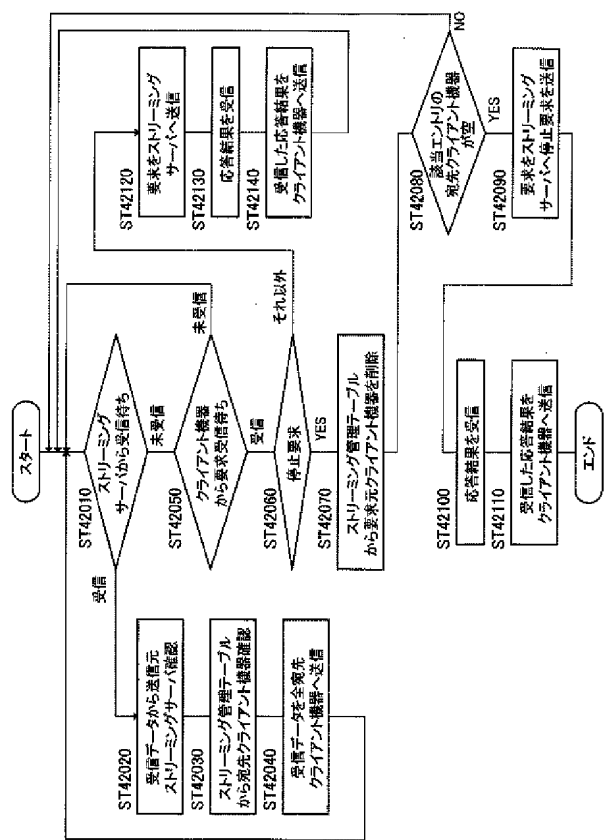 スタート
ST42010
ストリーミング
サーバから受信待ち
受信
未受信
ST42020
受信データから送信元
ストリーミングサーバ確認
ST42030
ストリーミング管理テーブル
から宛先クライアント機器確認
ST42040
受信データを全宛先
クライアント機器へ送信
ST42050
クライアント機器
から要求受信待ち
未受信
受信
ST42060
停止要求
それ以外
YES
ST42070
ストリーミング管理テーブル
から要求元クライアント機器を削除
ST42120
要求をストリーミング
サーバへ送信
ST42130
応答結果を受信
ST42140
受信した応答結果を
クライアント機器へ送信
ST42080
該当エントリの
宛先クライアント機器
が空
NO
YES
ST42090
要求をストリーミング
サーバへ停止要求を送信
ST42100
応答結果を受信
ST42110
受信した応答結果を
クライアント機器へ送信
エンド